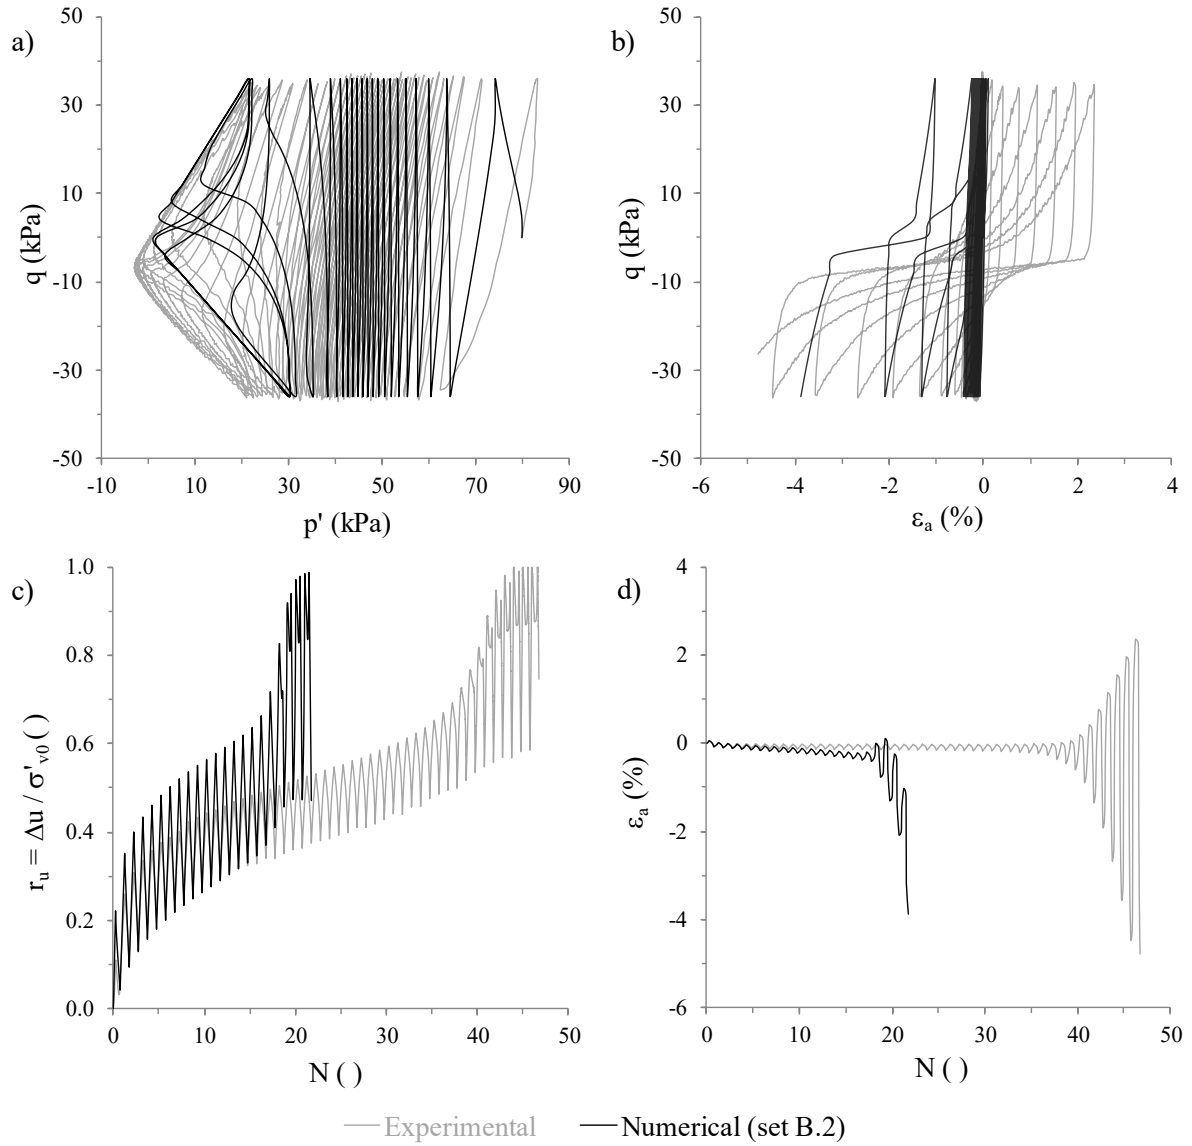 a)
50
30
10
-10
-30
-50
q (kPa)
-10 10 30 50 70 90
p' (kPa)
b)
50
30
10
-10
-30
-50
q (kPa)
-6 -4 -2 0 2 4
εa (%)
c)
1.0
0.8
0.6
0.4
0.2
0.0
ru = Δu / σ'v0 ( )
0 10 20 30 40 50
N ( )
d)
4
2
0
-2
-4
-6
εa (%)
0 10 20 30 40 50
N ( )
Experimental Numerical (set B.2)